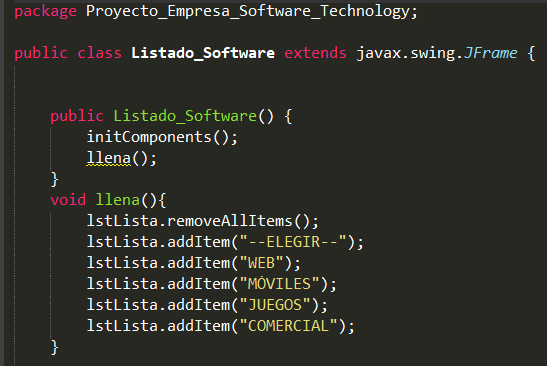 package Proyecto_Empresa_Software_Technology;
public class Listado_Software extends javax.swing.JFrame {
public Listado_Software() {
initComponents();
llena();
}
void llena(){
lstLista.removeAllItems();
lstLista.addItem("--ELEGIR--");
lstLista.addItem("WEB");
lstLista.addItem("MÓVILES");
lstLista.addItem("JUEGOS");
lstLista.addItem("COMERCIAL");
}